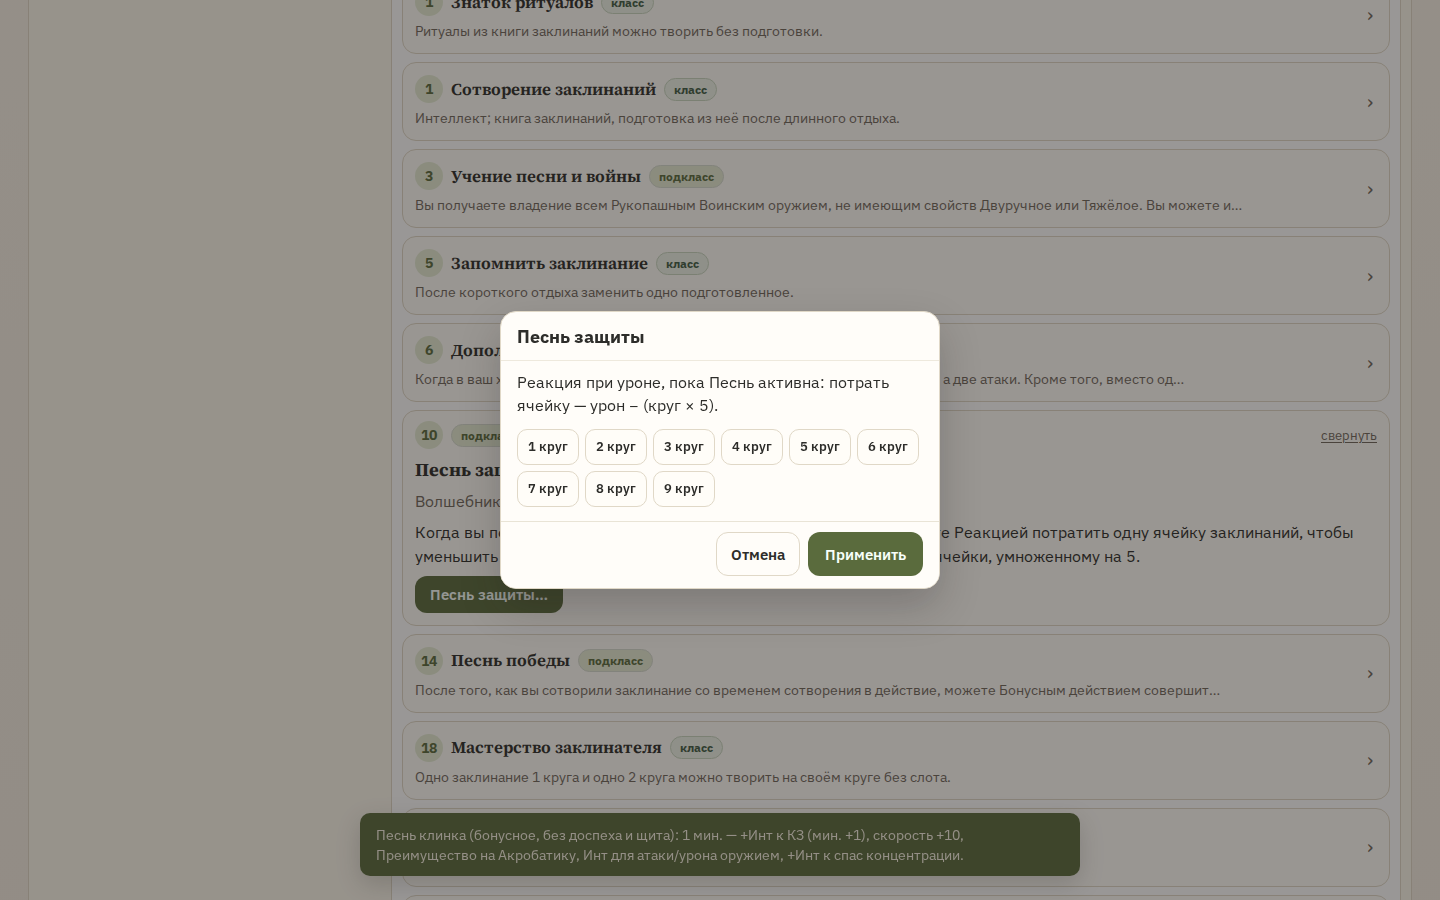 1 Знаток ритуалов класс
Ритуалы из книги заклинаний можно творить без подготовки.
1 Сотворение заклинаний класс
Интеллект; книга заклинаний, подготовка из неё после длинного отдыха.
3 Учение песни и войны подкласс
Вы получаете владение всем Рукопашным Воинским оружием, не имеющим свойств Двуручное или Тяжёлое. Вы можете и…
5 Запомнить заклинание класс
После короткого отдыха заменить одно подготовленное.
6
а две атаки. Кроме того, вместо од…
Песнь защиты
Реакция при уроне, пока Песнь активна: потрать
ячейку — урон − (круг × 5).
1 круг 2 круг 3 круг 4 круг 5 круг 6 круг
7 круг 8 круг 9 круг
Отмена Применить
10 свернуть
Волшебник
Когда вы
Реакцией потратить одну ячейку заклинаний, чтобы
уменьшить
умноженному на 5.
Песнь защиты…
14 Песнь победы подкласс
После того, как вы сотворили заклинание со временем сотворения в действие, можете Бонусным действием совершит…
18 Мастерство заклинателя класс
Одно заклинание 1 круга и одно 2 круга можно творить на своём круге без слота.
Песнь клинка (бонусное, без доспеха и щита): 1 мин. — +Инт к КЗ (мин. +1), скорость +10,
Преимущество на Акробатику, Инт для атаки/урона оружием, +Инт к спас концентрации.